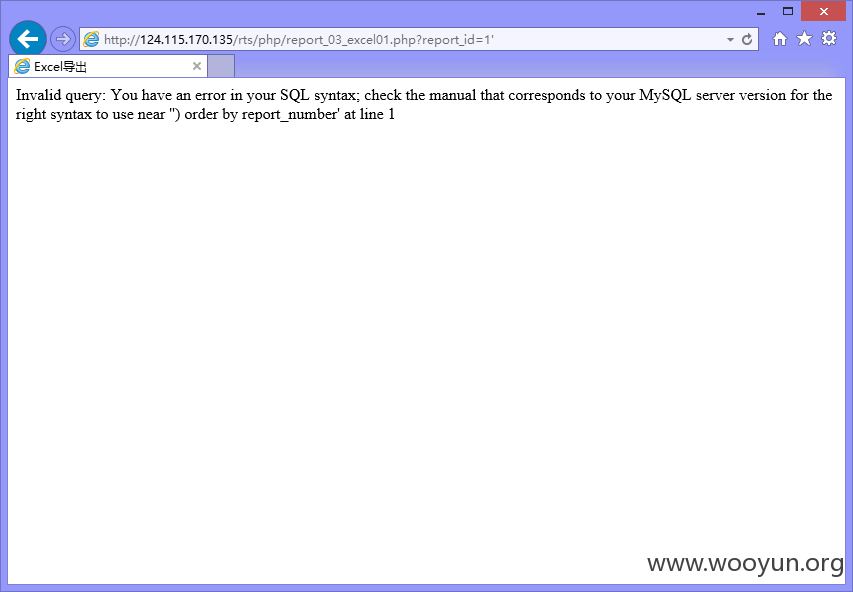 http://124.115.170.135/rts/php/report_03_excel01.php?report_id=1'
Excel导出
Invalid query: You have an error in your SQL syntax; check the manual that corresponds to your MySQL server version for the
right syntax to use near '') order by report_number' at line 1
www.wooyun.org